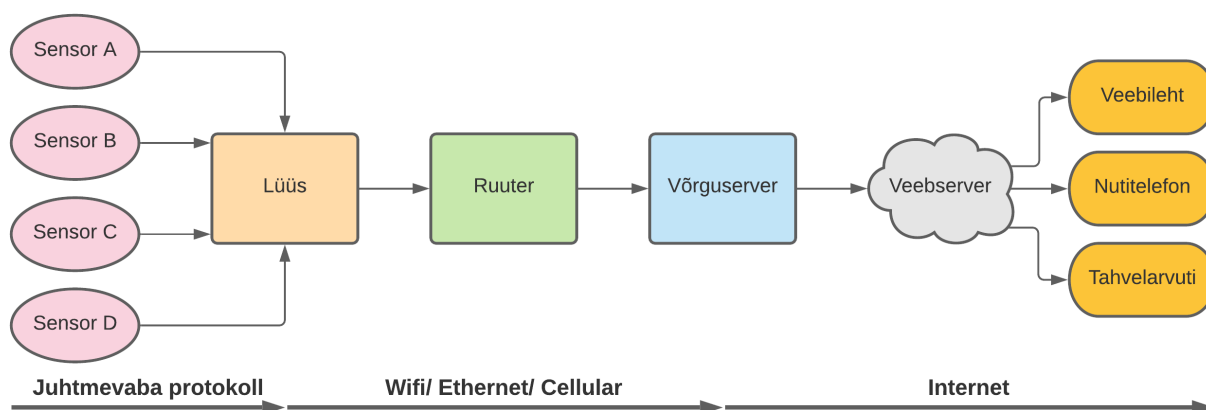 Sensor A
Sensor B
Sensor C
Sensor D
Lüüs
Ruuter
Võrguserver
Veebserver
Veebileht
Nutitelefon
Tahvelarvuti
Juhtmevaba protokoll
Wifi/ Ethernet/ Cellular
Internet